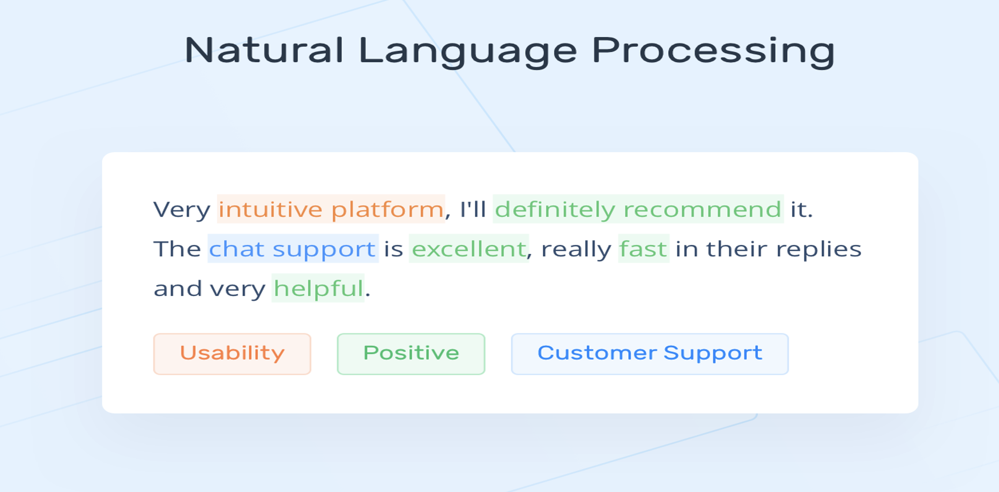 Natural Language Processing
Very intuitive platform, I'll definitely recommend it.
The chat support is excellent, really fast in their replies
and very helpful.
Usability Positive Customer Support